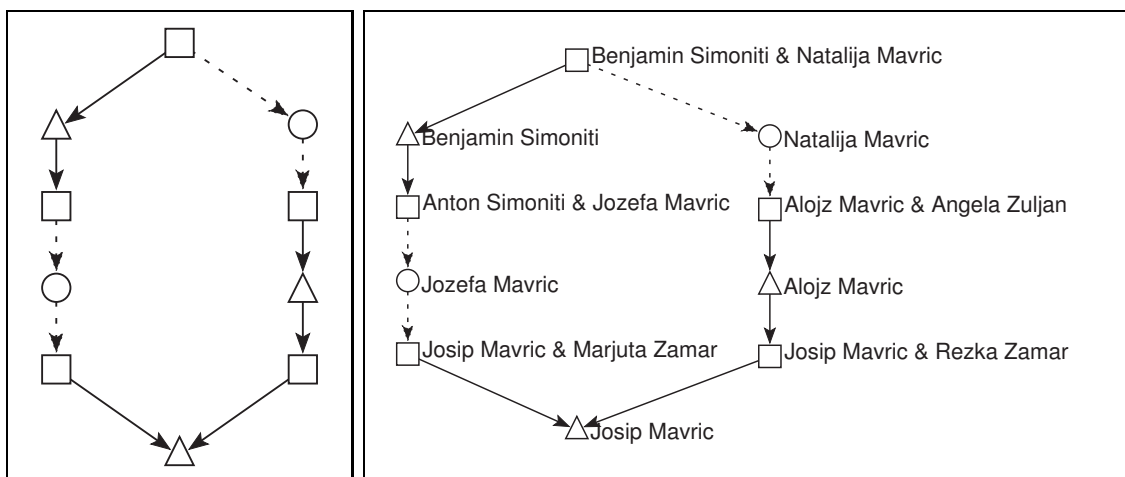 Benjamin Simoniti & Natalija Mavric
Benjamin Simoniti
Natalija Mavric
Anton Simoniti & Jozefa Mavric
Alojz Mavric & Angela Zuljan
Jozefa Mavric
Alojz Mavric
Josip Mavric & Marjuta Zamar
Josip Mavric & Rezka Zamar
Josip Mavric